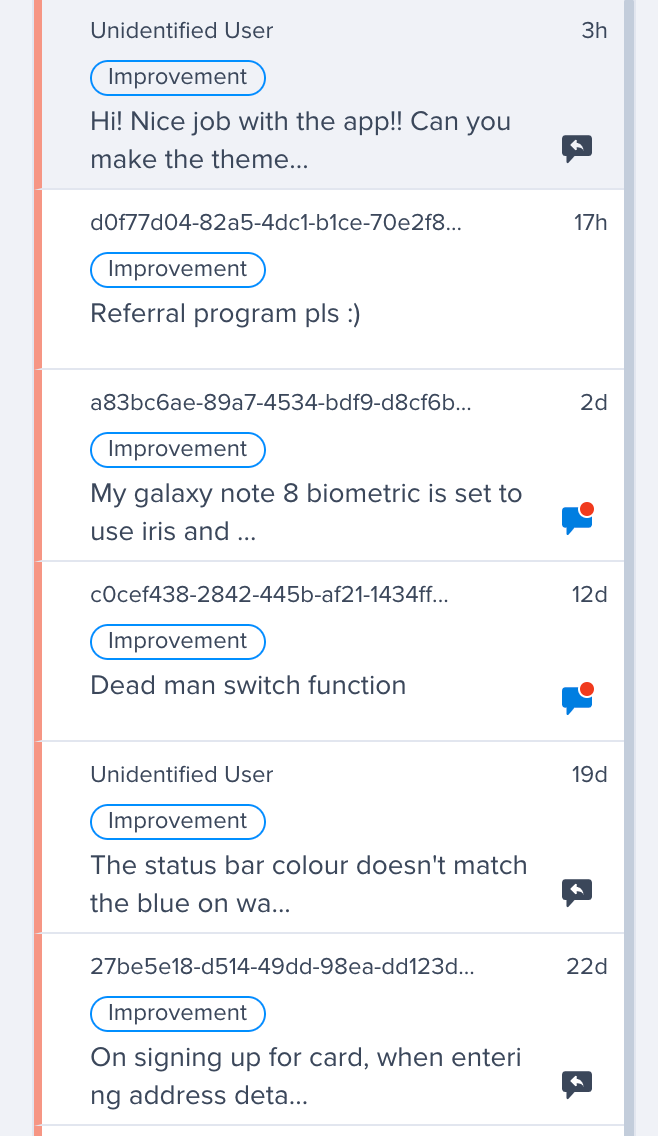 Unidentified User 3h
Improvement
Hi! Nice job with the app!! Can you
make the theme...
d0f77d04-82a5-4dc1-b1ce-70e2f8... 17h
Improvement
Referral program pls :)
a83bc6ae-89a7-4534-bdf9-d8cf6b... 2d
Improvement
My galaxy note 8 biometric is set to
use iris and ...
c0cef438-2842-445b-af21-1434ff... 12d
Improvement
Dead man switch function
Unidentified User 19d
Improvement
The status bar colour doesn't match
the blue on wa...
27be5e18-d514-49dd-98ea-dd123d... 22d
Improvement
On signing up for card, when enteri
ng address deta...